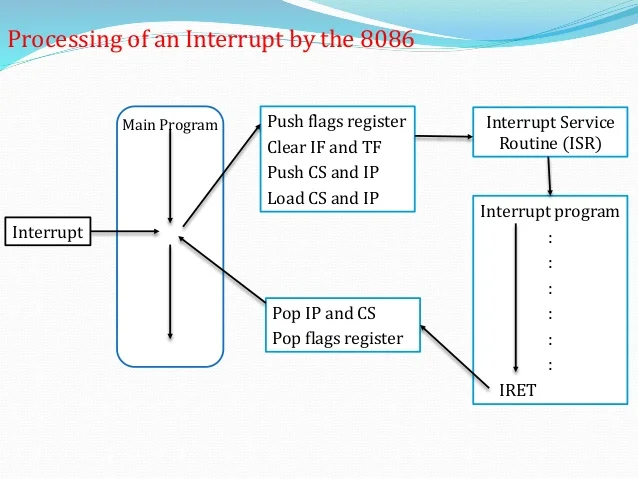 Processing of an Interrupt by the 8086
Main Program
Push flags register
Clear IF and TF
Push CS and IP
Load CS and IP
Interrupt Service
Routine (ISR)
Interrupt
Interrupt program
:
:
:
:
:
:
IRET
Pop IP and CS
Pop flags register